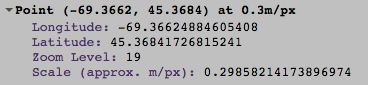 Point (-69.3662, 45.3684) at 0.3m/px
Longitude: -69.36624884605408
Latitude: 45.36841726815241
Zoom Level: 19
Scale (approx. m/px): 0.29858214173896974